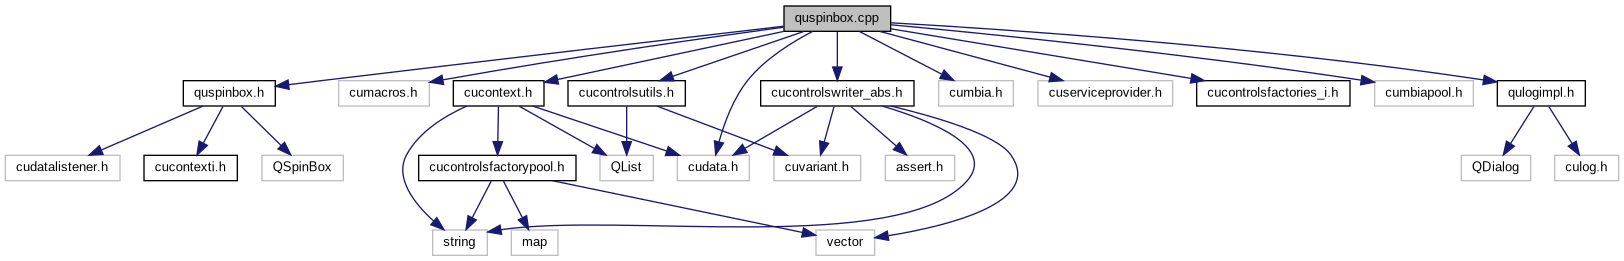 quspinbox.cpp
quspinbox.h
cumacros.h
cucontext.h
cucontrolsutils.h
cucontrolswriter_abs.h
cumbia.h
cuserviceprovider.h
cucontrolsfactories_i.h
cumbiapool.h
qulogimpl.h
cudatalistener.h
cucontexti.h
QSpinBox
cucontrolsfactorypool.h
QList
cudata.h
cuvariant.h
assert.h
QDialog
culog.h
string
map
vector